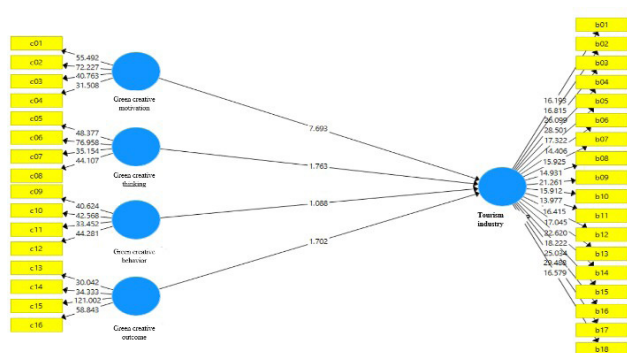 c01
c02
c03
c04
55.492
72.227
40.763
31.508
Green creative
motivation
c05
c06
c07
c08
48.377
76.958
35.154
44.107
Green creative
thinking
c09
c10
c11
c12
40.624
42.568
33.452
44.281
Green creative
behavior
c13
c14
c15
c16
30.042
34.333
121.002
58.843
Green creative
outcome
7.693
1.763
1.088
1.702
Tourism
industry
16.193
16.815
26.099
28.501
17.322
14.406
15.925
14.931
21.261
15.912
13.977
16.415
17.045
22.620
18.222
25.034
16.579
b01
b02
b03
b04
b05
b06
b07
b08
b09
b10
b11
b12
b13
b14
b15
b16
b17
b18